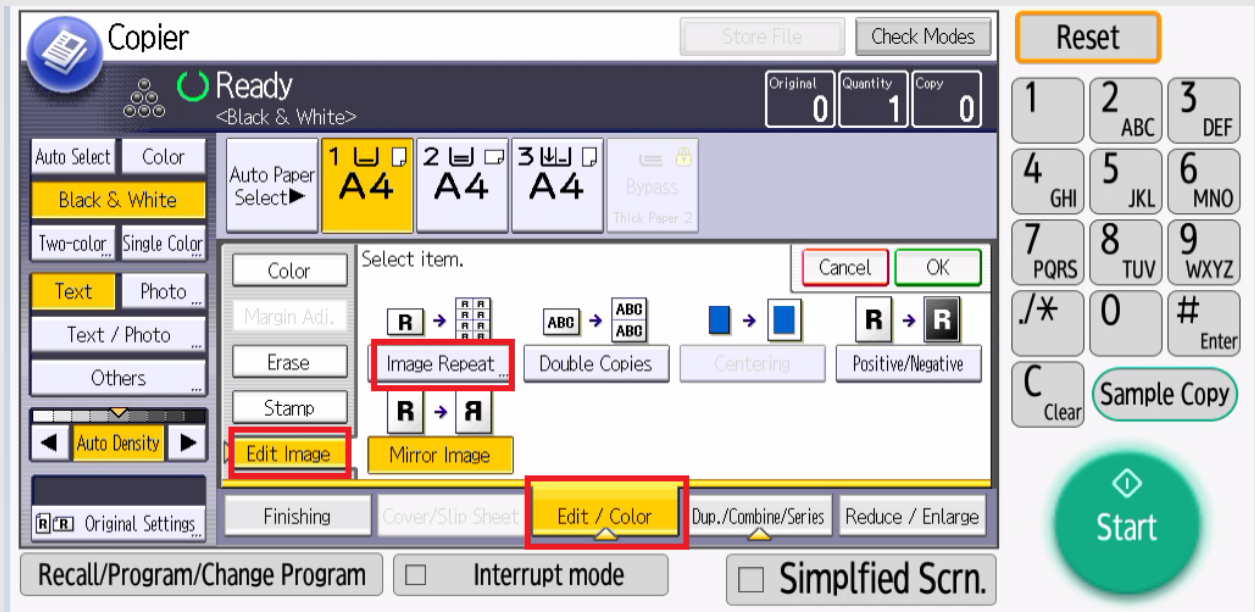 Copier
Store File
Check Modes
Reset
Ready
<Black & White>
Original
0
Quantity
1
Copy
0
Auto Select
Color
Black & White
Two-color
Single Color
Text
Photo
Text / Photo
Others
Auto Density
R R Original Settings
Auto Paper
Select▶
1
A4
2
A4
3
A4
Bypass
Thick Paper 2
Color
Margin Adj.
Erase
Stamp
Edit Image
Select item.
Cancel
OK
R → R R R R R R R R
Image Repeat
ABC → ABC ABC
Double Copies
Centering
R → R
Positive/Negative
R → Я
Mirror Image
Finishing
Cover/Slip Sheet
Edit / Color
Dup./Combine/Series
Reduce / Enlarge
Recall/Program/Change Program
Interrupt mode
Simplfied Scrn.
1
2 ABC
3 DEF
4 GHI
5 JKL
6 MNO
7 PQRS
8 TUV
9 WXYZ
./*
0
# Enter
C Clear
Sample Copy
Start